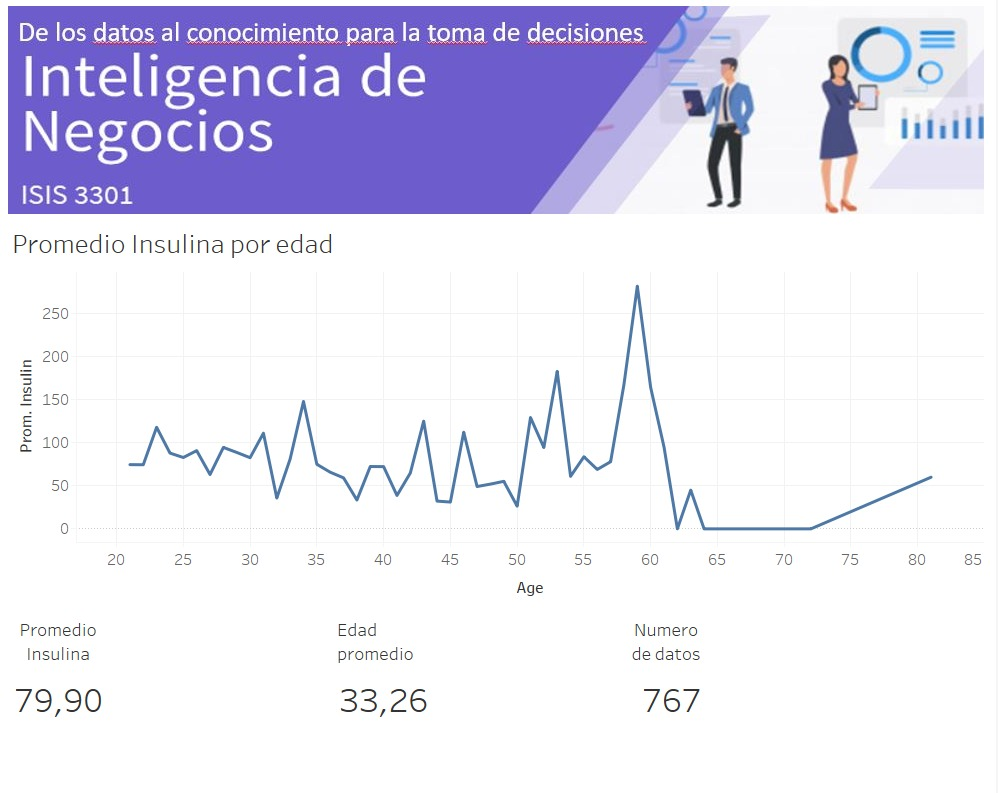 De los datos al conocimiento para la toma de decisiones
Inteligencia de
Negocios
ISIS 3301
Promedio Insulina por edad
Prom. Insulin
250
200
150
100
50
0
20 25 30 35 40 45 50 55 60 65 70 75 80 85
Age
Promedio
Insulina
79,90
Edad
promedio
33,26
Numero
de datos
767